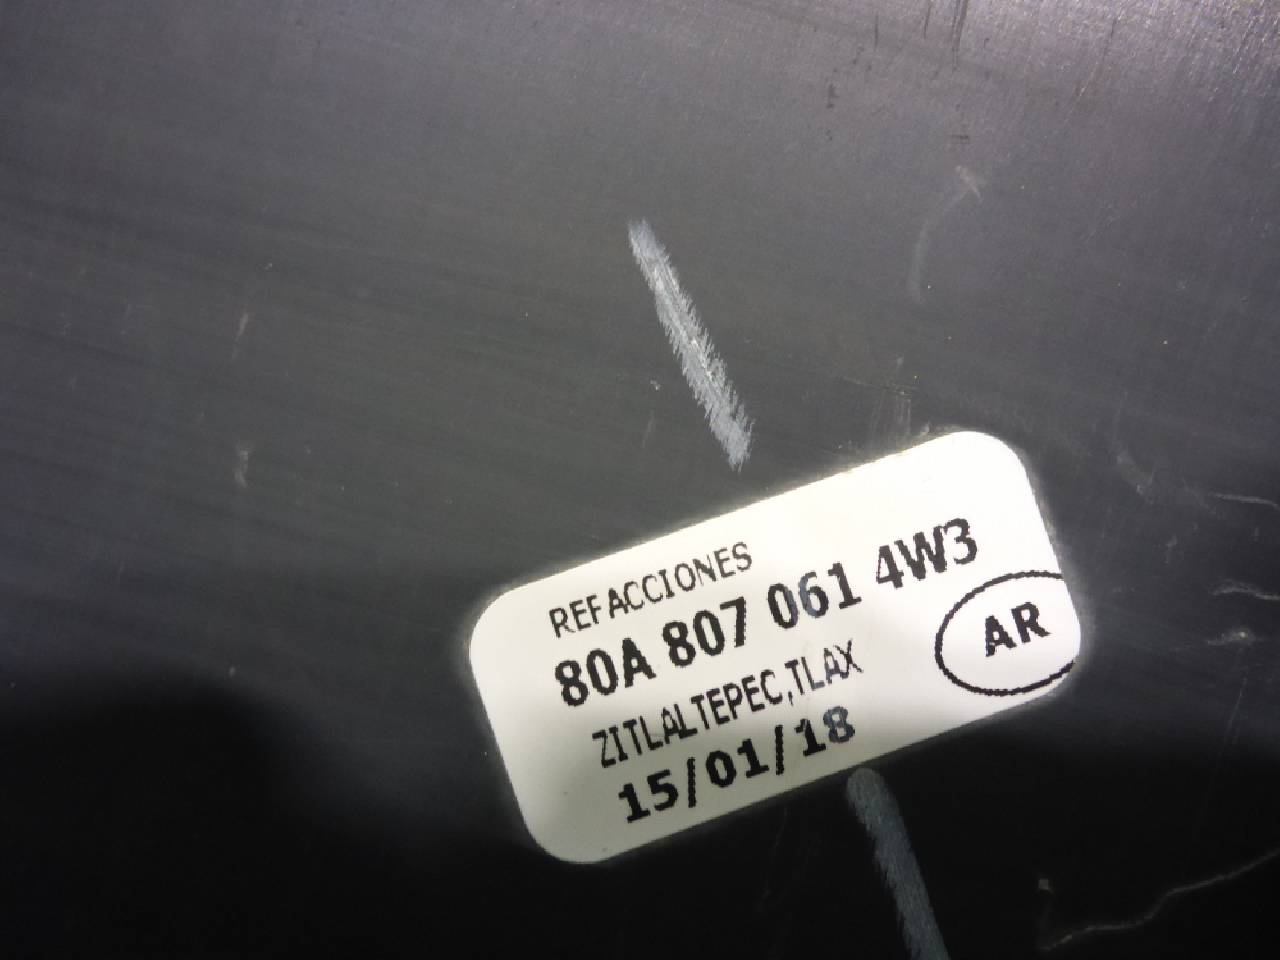 REFACCIONES
80A 807 061 4W3
AR
ZITLALTEPEC,TLAX
15/01/18